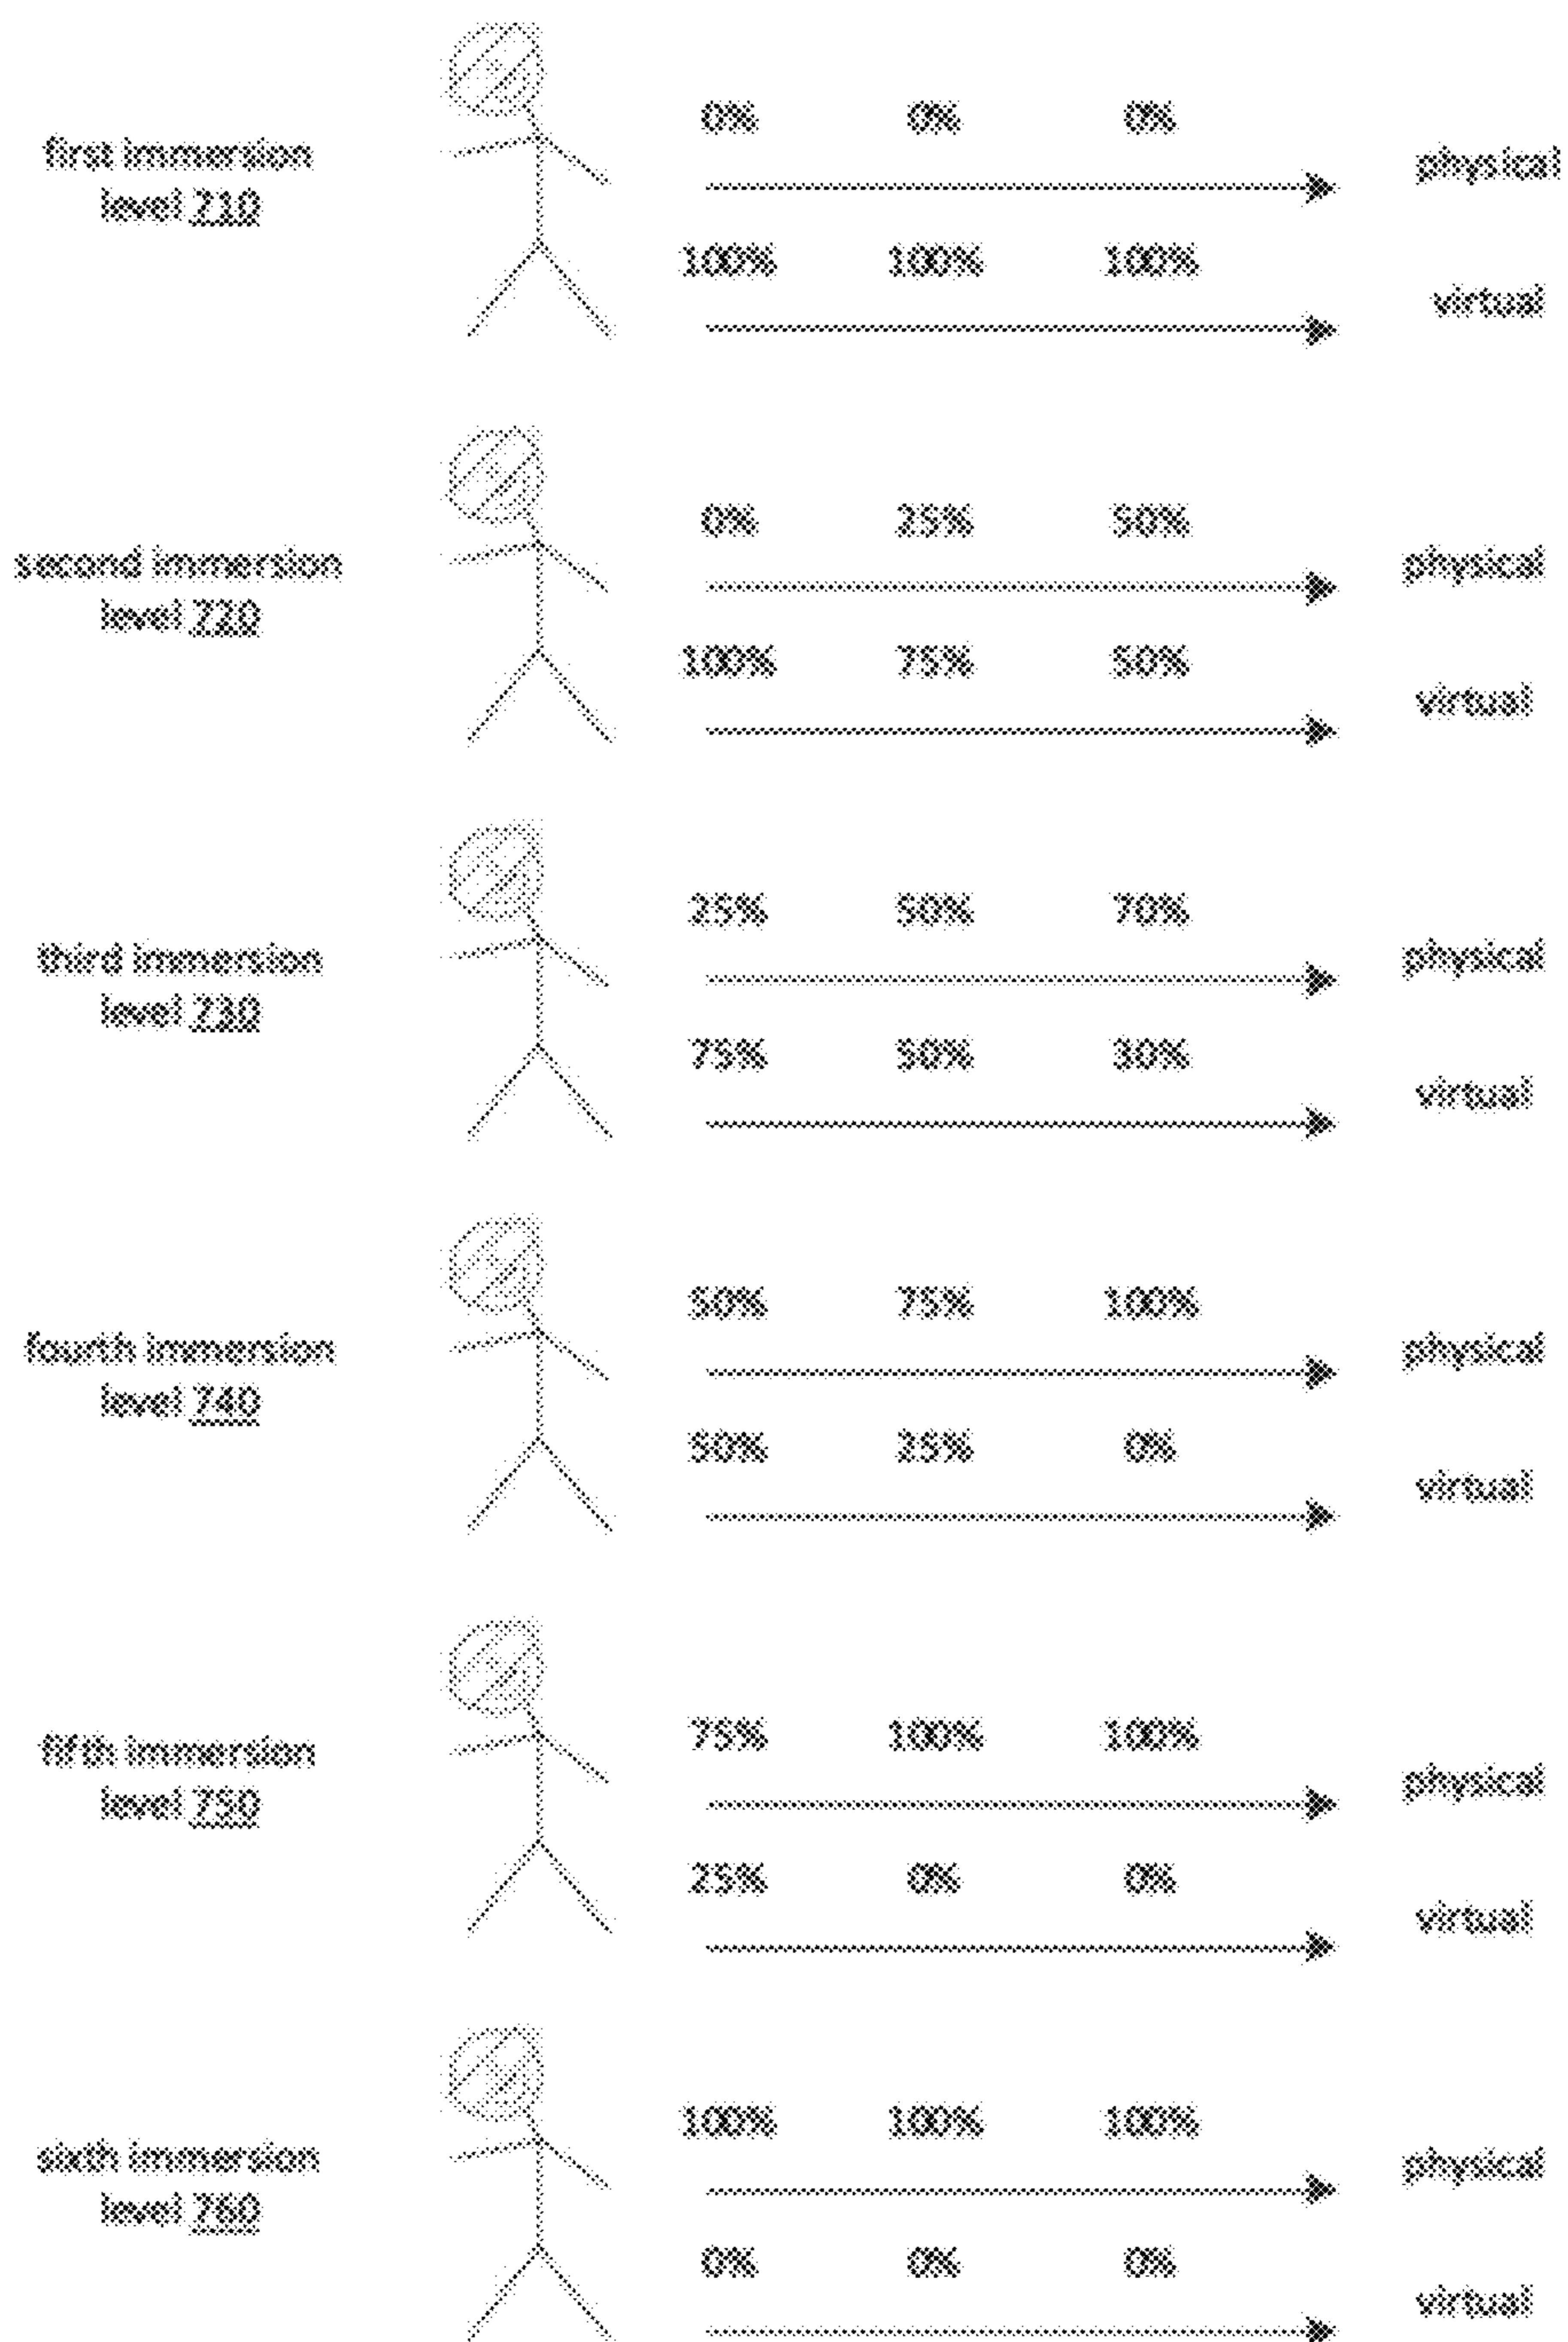 0% 0% 0%
first immersion
level 710
physical
100% 100% 100%
virtual
0% 25% 50%
second immersion
level 720
physical
100% 75% 50%
virtual
25% 50% 70%
third immersion
level 730
physical
75% 50% 30%
virtual
50% 75% 100%
fourth immersion
level 740
physical
50% 25% 0%
virtual
75% 100% 100%
fifth immersion
level 750
physical
25% 0% 0%
virtual
100% 100% 100%
sixth immersion
level 760
physical
0% 0% 0%
virtual